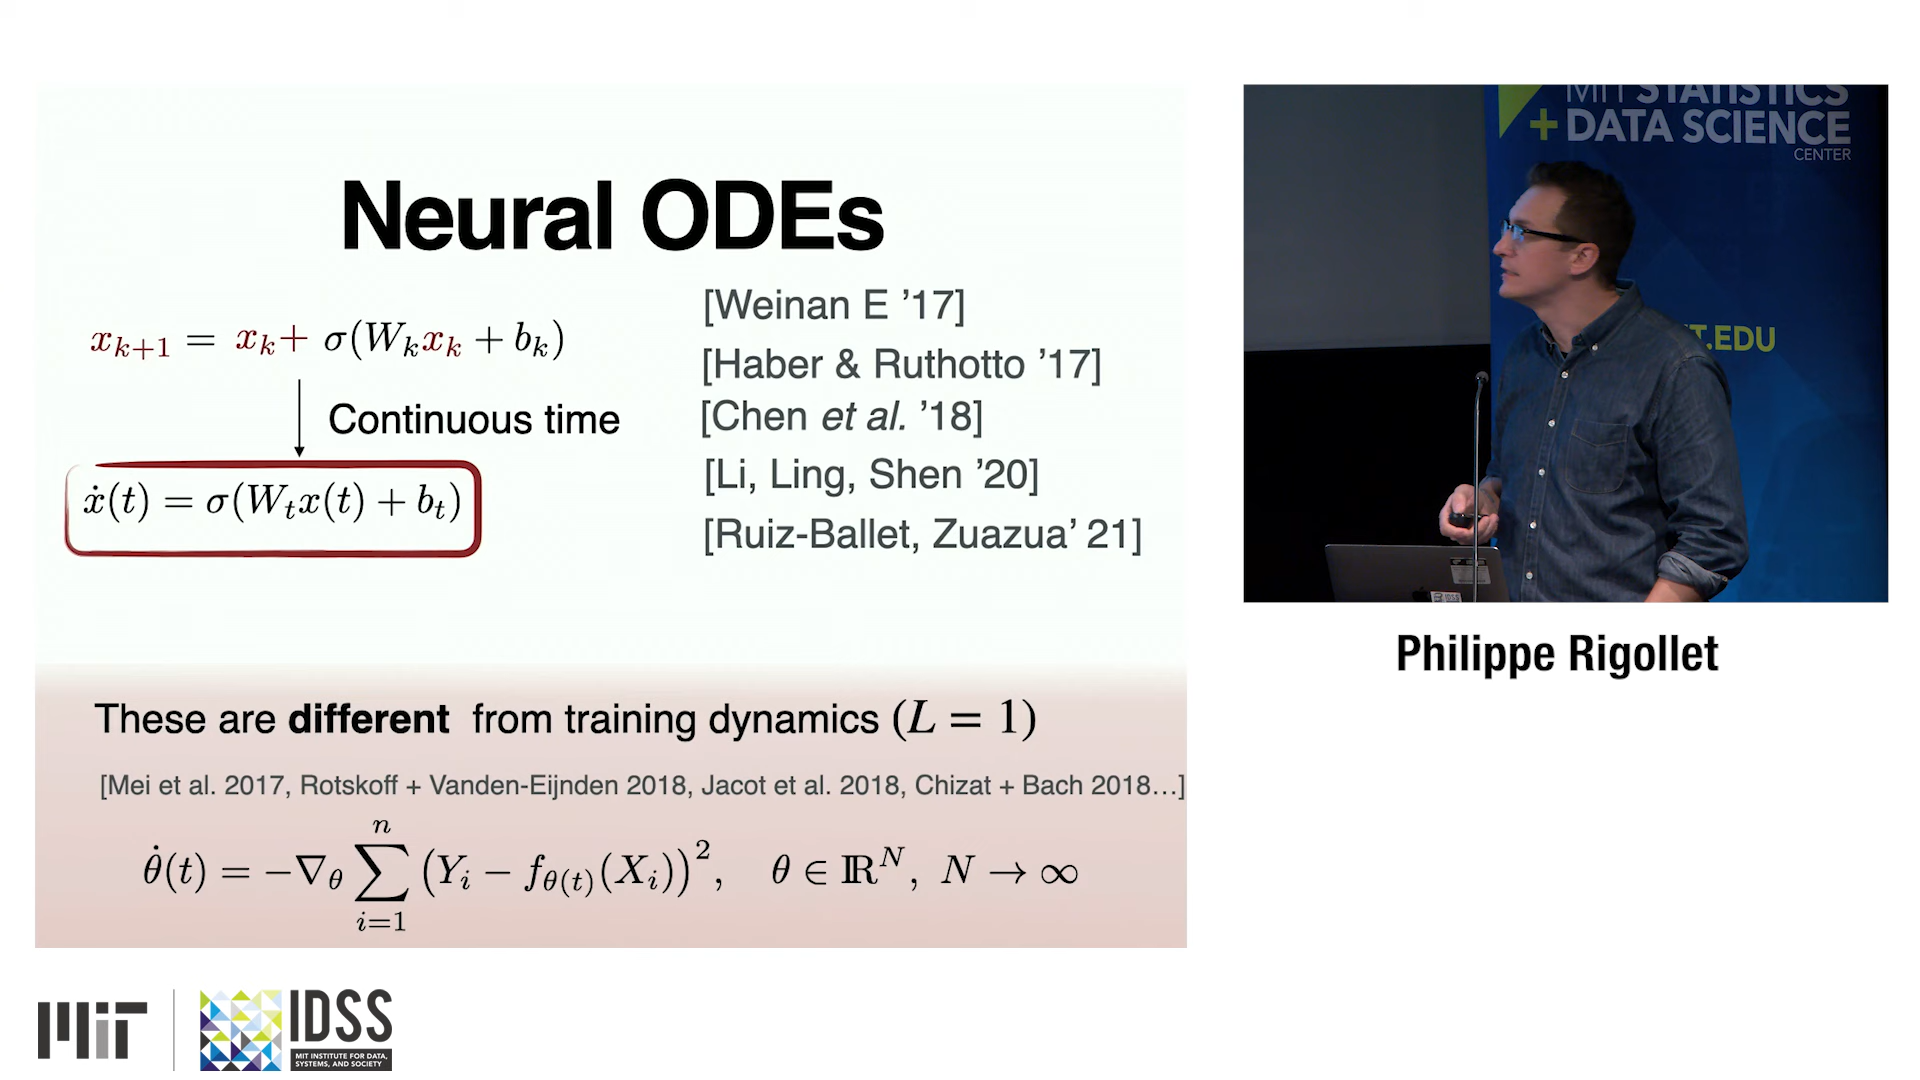 Neural ODEs
x_{k+1} = x_k + σ(W_k x_k + b_k)
Continuous time
ẋ(t) = σ(W_t x(t) + b_t)
[Weinan E ’17]
[Haber & Ruthotto ’17]
[Chen et al. ’18]
[Li, Ling, Shen ’20]
[Ruiz-Ballet, Zuazua’ 21]
These are different from training dynamics (L = 1)
[Mei et al. 2017, Rotskoff + Vanden-Eijnden 2018, Jacot et al. 2018, Chizat + Bach 2018…]
θ̇(t) = −∇_θ ∑_{i=1}^{n} (Y_i − f_{θ(t)}(X_i))², θ ∈ ℝ^N, N → ∞
MIT STATISTICS
+ DATA SCIENCE
CENTER
T.EDU
IDSS
Philippe Rigollet
MIT
IDSS
MIT INSTITUTE FOR DATA,
SYSTEMS, AND SOCIETY